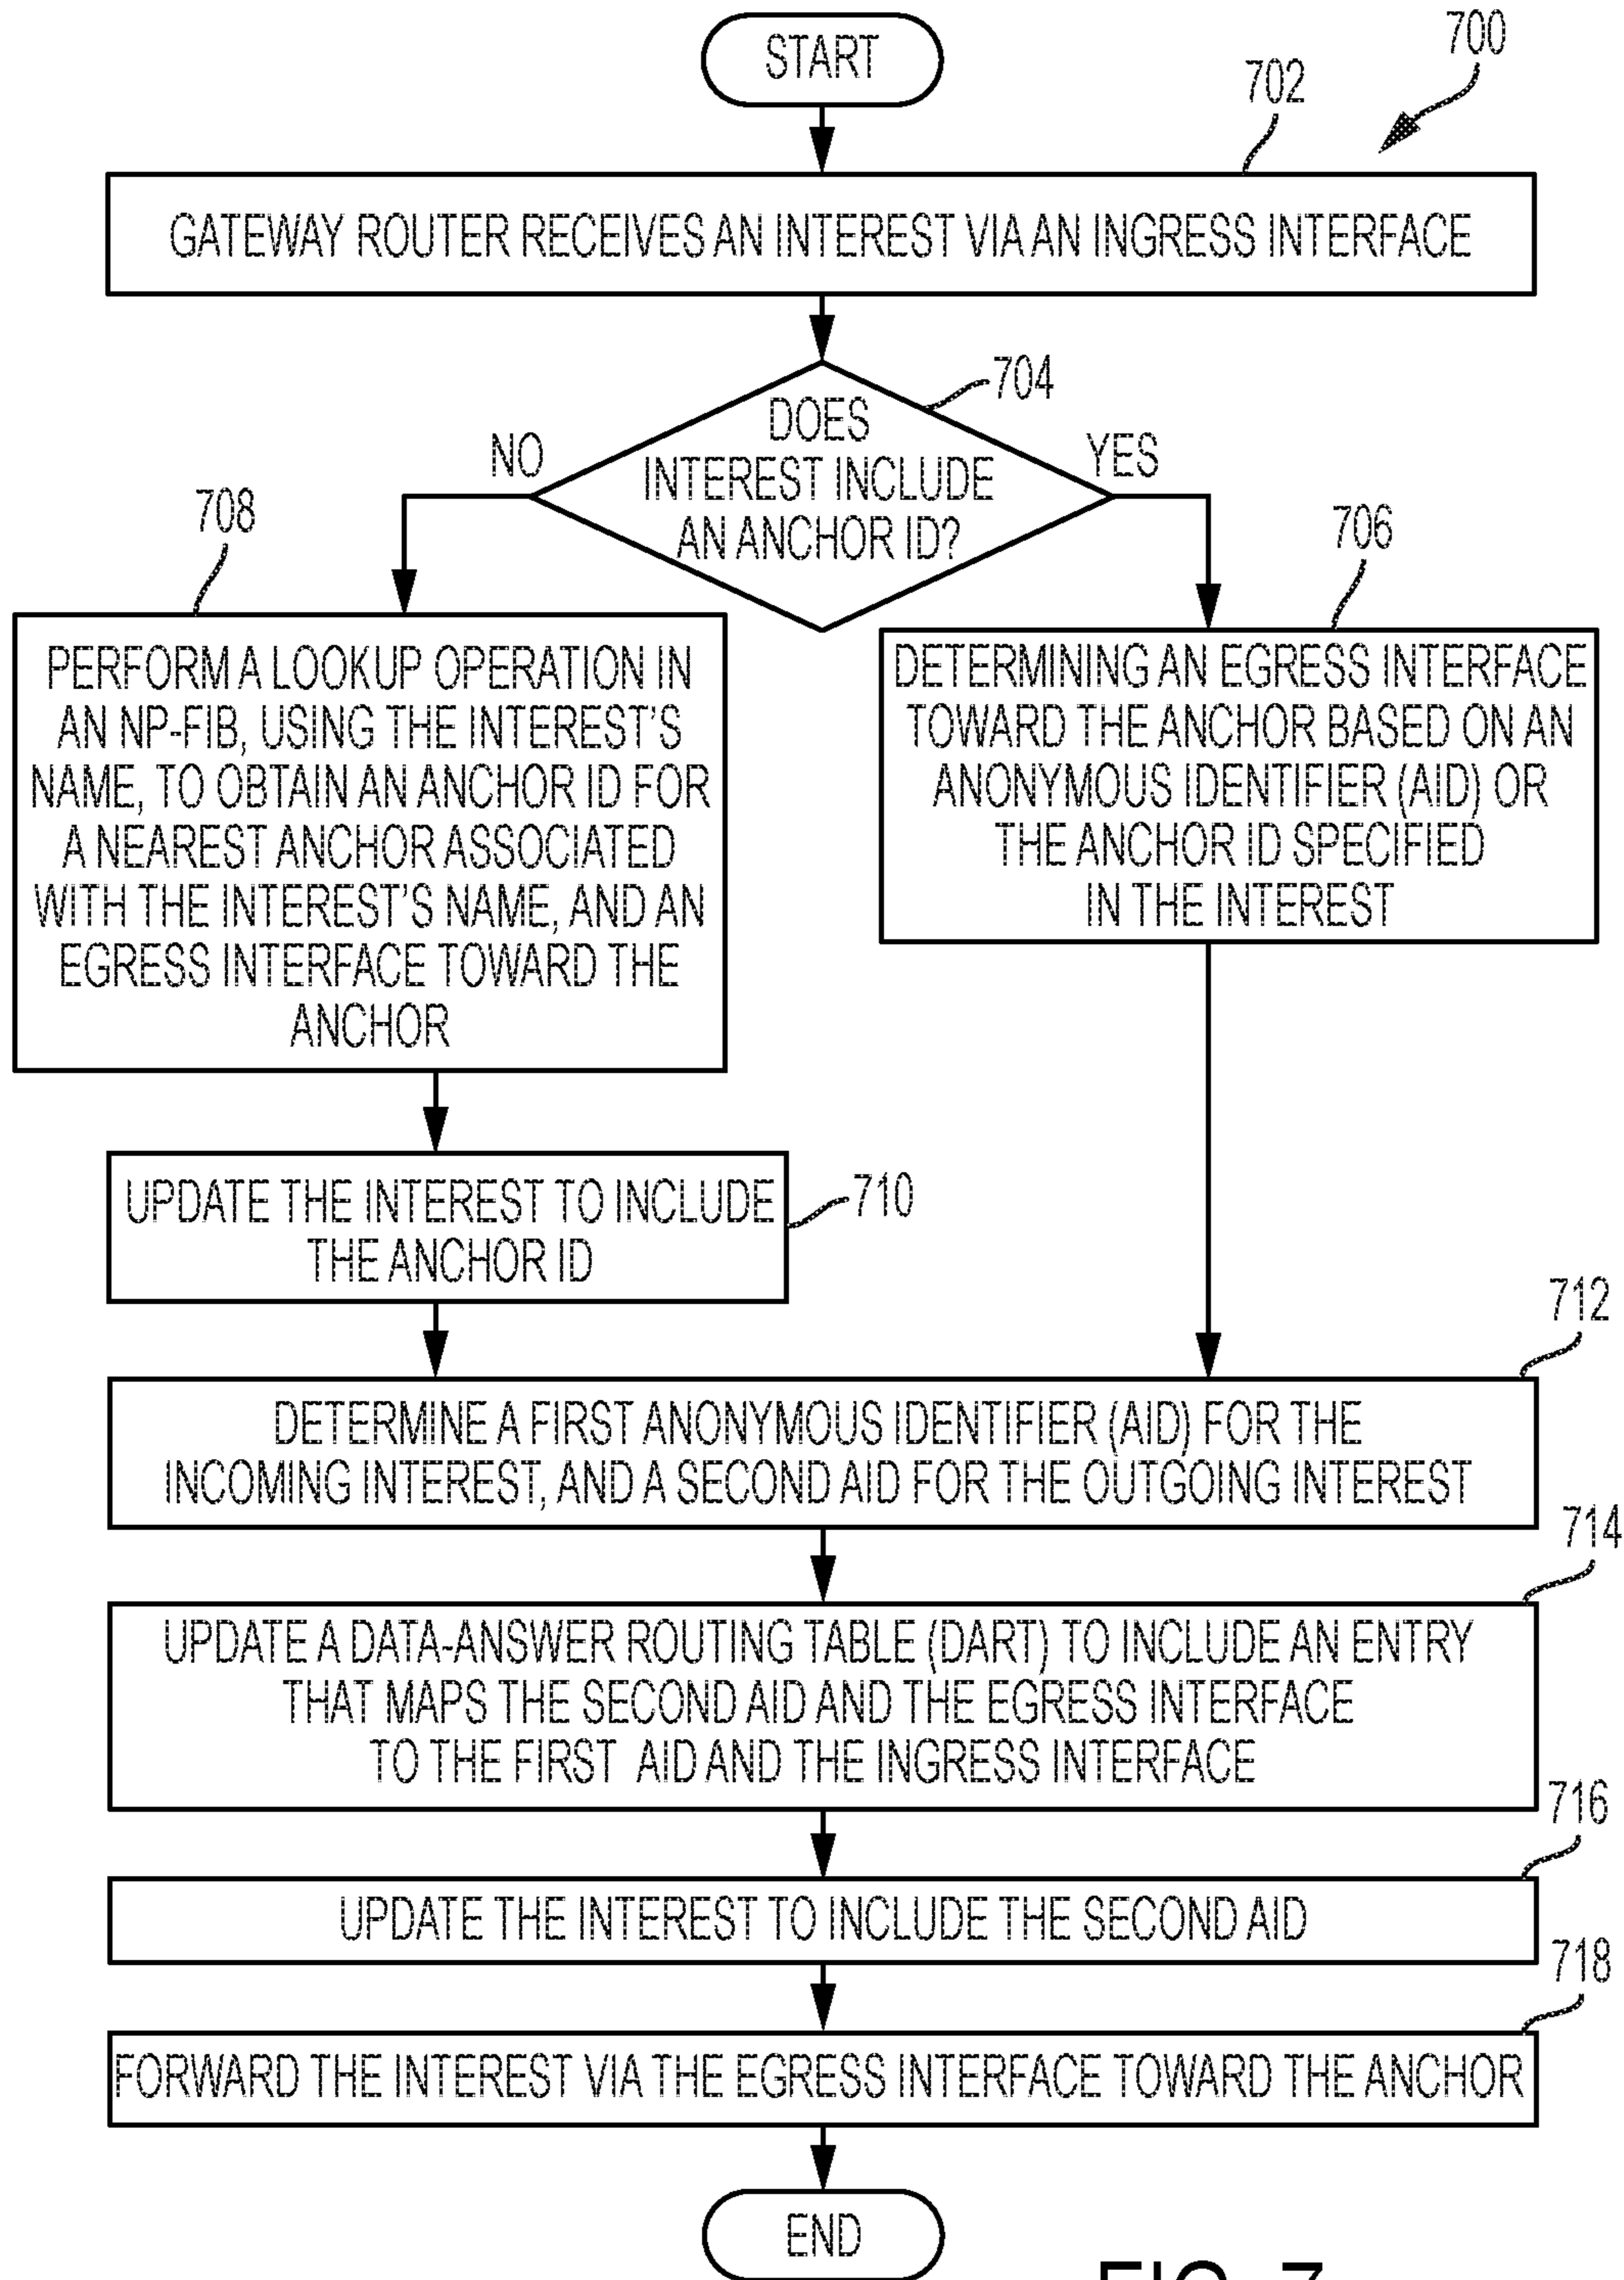 START
700
702
GATEWAY ROUTER RECEIVES AN INTEREST VIA AN INGRESS INTERFACE
704
DOES
INTEREST INCLUDE
AN ANCHOR ID?
NO
YES
708
PERFORM A LOOKUP OPERATION IN
AN NP-FIB, USING THE INTEREST'S
NAME, TO OBTAIN AN ANCHOR ID FOR
A NEAREST ANCHOR ASSOCIATED
WITH THE INTEREST'S NAME, AND AN
EGRESS INTERFACE TOWARD THE
ANCHOR
706
DETERMINING AN EGRESS INTERFACE
TOWARD THE ANCHOR BASED ON AN
ANONYMOUS IDENTIFIER (AID) OR
THE ANCHOR ID SPECIFIED
IN THE INTEREST
UPDATE THE INTEREST TO INCLUDE
THE ANCHOR ID
710
712
DETERMINE A FIRST ANONYMOUS IDENTIFIER (AID) FOR THE
INCOMING INTEREST, AND A SECOND AID FOR THE OUTGOING INTEREST
714
UPDATE A DATA-ANSWER ROUTING TABLE (DART) TO INCLUDE AN ENTRY
THAT MAPS THE SECOND AID AND THE EGRESS INTERFACE
TO THE FIRST AID AND THE INGRESS INTERFACE
716
UPDATE THE INTEREST TO INCLUDE THE SECOND AID
718
FORWARD THE INTEREST VIA THE EGRESS INTERFACE TOWARD THE ANCHOR
END
FIG. 7